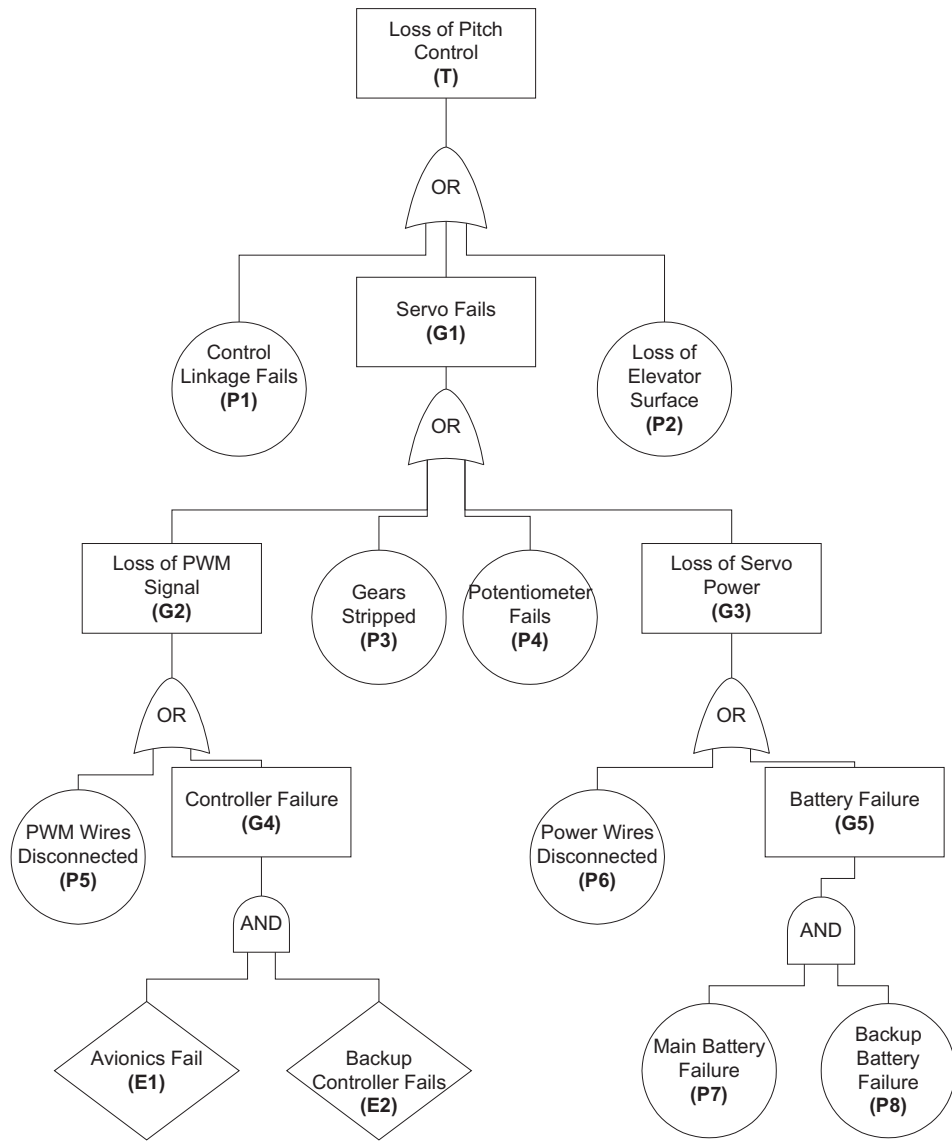 Loss of Pitch
Control
(T)
OR
Servo Fails
(G1)
Control
Linkage Fails
(P1)
Loss of
Elevator
Surface
(P2)
OR
Loss of PWM
Signal
(G2)
Gears
Stripped
(P3)
Potentiometer
Fails
(P4)
Loss of Servo
Power
(G3)
OR
OR
PWM Wires
Disconnected
(P5)
Controller Failure
(G4)
Power Wires
Disconnected
(P6)
Battery Failure
(G5)
AND
AND
Avionics Fail
(E1)
Backup
Controller Fails
(E2)
Main Battery
Failure
(P7)
Backup
Battery
Failure
(P8)